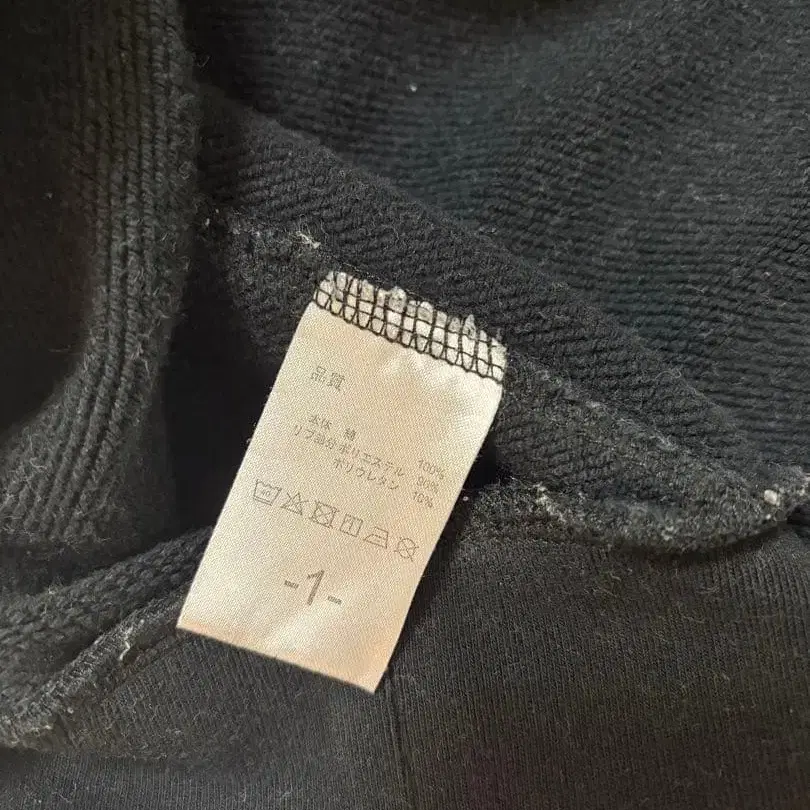 品質
本体 綿 100%
リブ部分ポリエステル 90%
ポリウレタン 10%
40
-1-